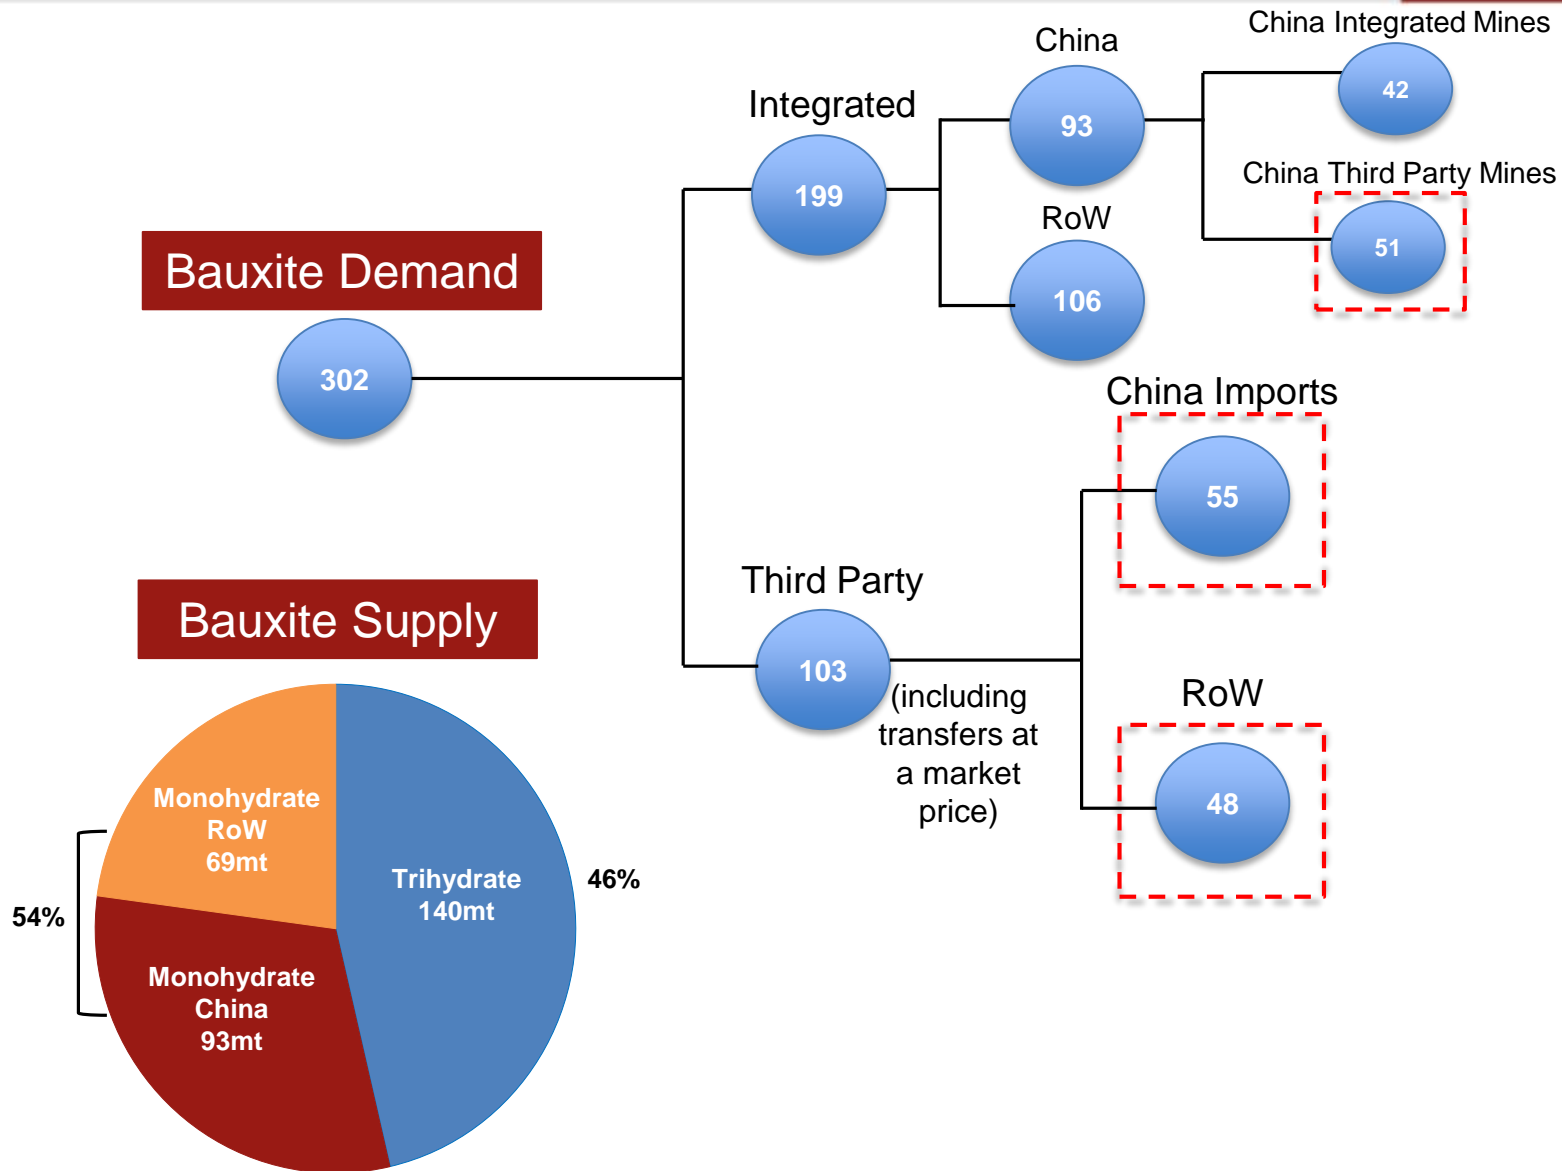 China Integrated Mines
42
China
93
Integrated
199
China Third Party Mines
51
RoW
106
Bauxite Demand
302
China Imports
55
Third Party
103
(including
transfers at
a market
price)
RoW
48
Bauxite Supply
Monohydrate
RoW
69mt
Trihydrate
140mt
46%
54%
Monohydrate
China
93mt